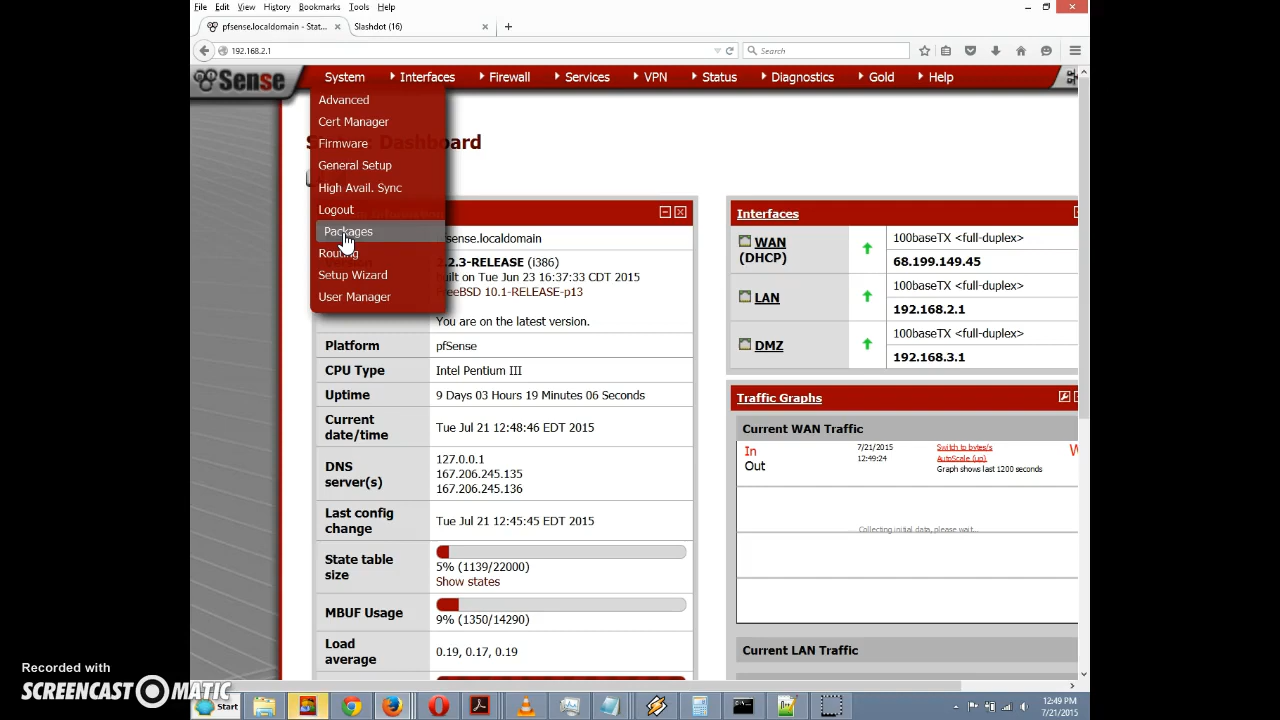 File Edit View History Bookmarks Tools Help
pfsense.localdomain - Stat... Slashdot (16)
192.168.2.1 Search
Sense System Interfaces Firewall Services VPN Status Diagnostics Gold Help
Advanced
Cert Manager
Firmware
General Setup
High Avail. Sync
Logout
Packages
Routing
Setup Wizard
User Manager
Dashboard
pfsense.localdomain
2.2.3-RELEASE (i386)
built on Tue Jun 23 16:37:33 CDT 2015
FreeBSD 10.1-RELEASE-p13
You are on the latest version.
Platform pfSense
CPU Type Intel Pentium III
Uptime 9 Days 03 Hours 19 Minutes 06 Seconds
Current date/time Tue Jul 21 12:48:46 EDT 2015
DNS server(s) 127.0.0.1
167.206.245.135
167.206.245.136
Last config change Tue Jul 21 12:45:45 EDT 2015
State table size 5% (1139/22000)
Show states
MBUF Usage 9% (1350/14290)
Load average 0.19, 0.17, 0.19
Interfaces
WAN (DHCP) 100baseTX <full-duplex>
68.199.149.45
LAN 100baseTX <full-duplex>
192.168.2.1
DMZ 100baseTX <full-duplex>
192.168.3.1
Traffic Graphs
Current WAN Traffic
In 7/21/2015 Switch to bytes/s W
Out 12:49:24 AutoScale (up)
Graph shows last 1200 seconds
Collecting initial data, please wait...
Current LAN Traffic
Recorded with
SCREENCAST MATIC
Start
12:49 PM
7/21/2015